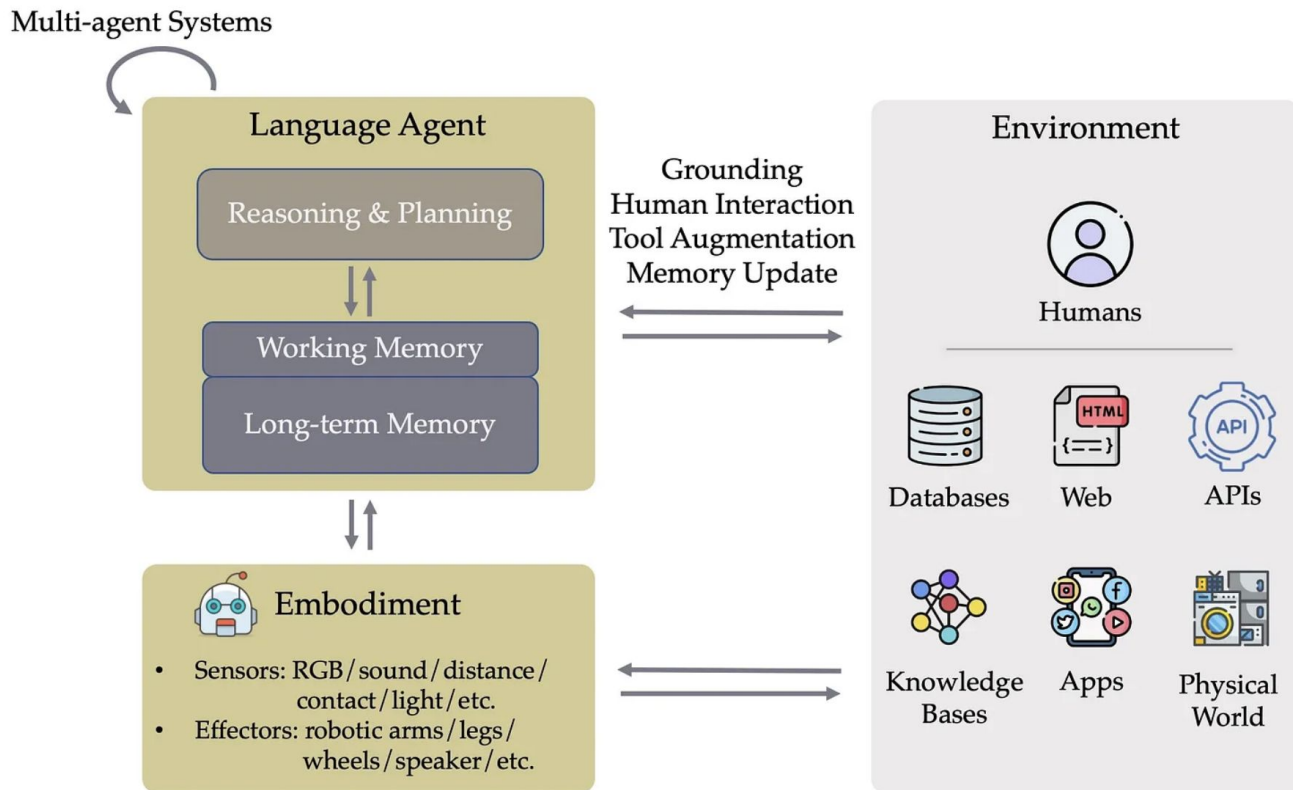 Multi-agent Systems
Language Agent
Reasoning & Planning
Working Memory
Long-term Memory
Grounding
Human Interaction
Tool Augmentation
Memory Update
Environment
Humans
HTML
{==}
API
Databases
Web
APIs
Knowledge
Bases
Apps
Physical
World
Embodiment
• Sensors: RGB/sound/distance/
contact/light/etc.
• Effectors: robotic arms/legs/
wheels/speaker/etc.